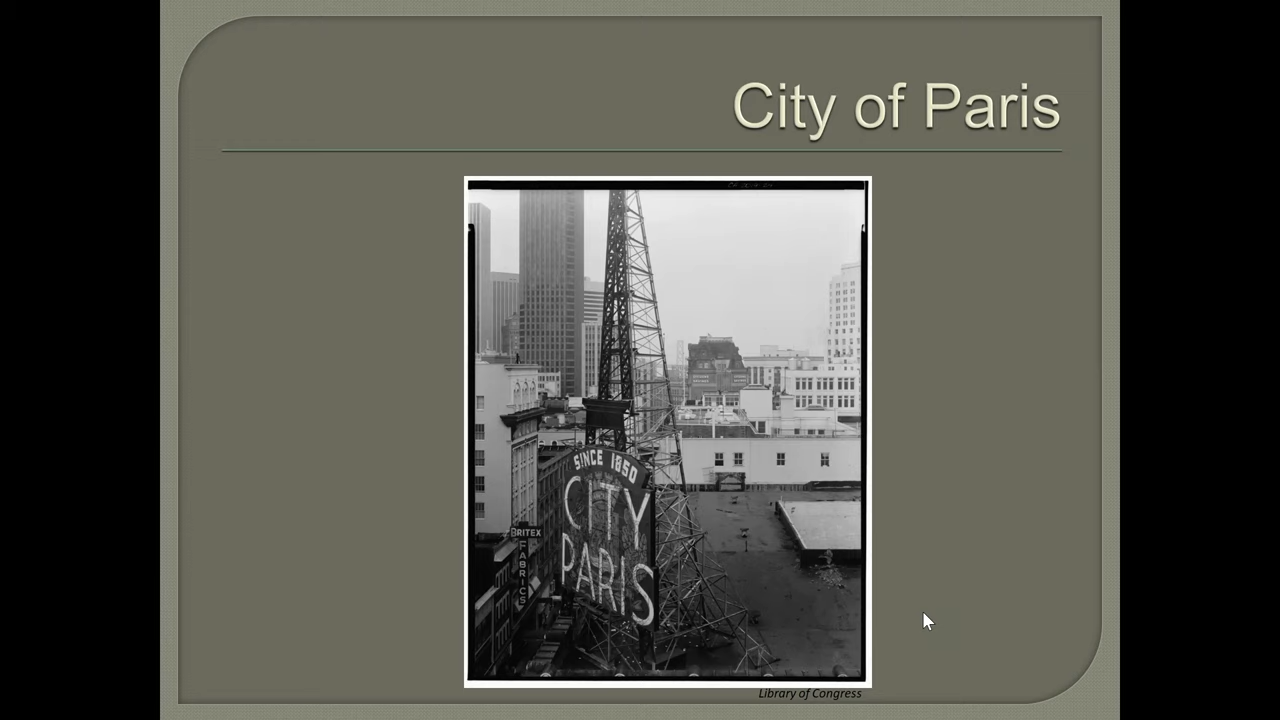 City of Paris
SINCE 1850
CITY
PARIS
BRITEX
FABRICS
Library of Congress